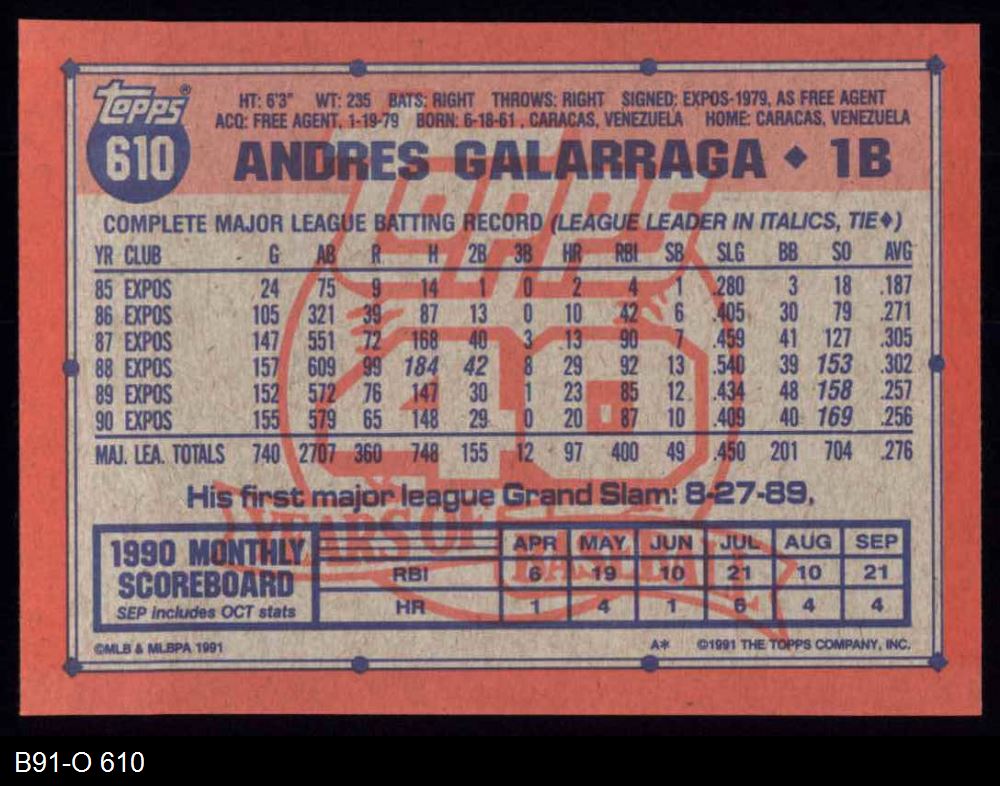 TOPPS®
610
HT: 6'3" WT: 235 BATS: RIGHT THROWS: RIGHT SIGNED: EXPOS-1979, AS FREE AGENT
ACQ: FREE AGENT, 1-19-79 BORN: 6-18-61 , CARACAS, VENEZUELA HOME: CARACAS, VENEZUELA
ANDRES GALARRAGA ◆ 1B
TOPPS
40
YEARS OF BASEBALL
COMPLETE MAJOR LEAGUE BATTING RECORD (LEAGUE LEADER IN ITALICS, TIE◆)
YR CLUB G AB R H 2B 3B HR RBI SB SLG BB SO AVG
85 EXPOS 24 75 9 14 1 0 2 4 1 .280 3 18 .187
86 EXPOS 105 321 39 87 13 0 10 42 6 .405 30 79 .271
87 EXPOS 147 551 72 168 40 3 13 90 7 .459 41 127 .305
88 EXPOS 157 609 99 184 42 8 29 92 13 .540 39 153 .302
89 EXPOS 152 572 76 147 30 1 23 85 12 .434 48 158 .257
90 EXPOS 155 579 65 148 29 0 20 87 10 .409 40 169 .256
MAJ. LEA. TOTALS 740 2707 360 748 155 12 97 400 49 .450 201 704 .276
His first major league Grand Slam: 8-27-89.
1990 MONTHLY
SCOREBOARD
SEP includes OCT stats
APR MAY JUN JUL AUG SEP
RBI 6 19 10 21 10 21
HR 1 4 1 6 4 4
©MLB & MLBPA 1991 A* ©1991 THE TOPPS COMPANY, INC.
B91-O 610